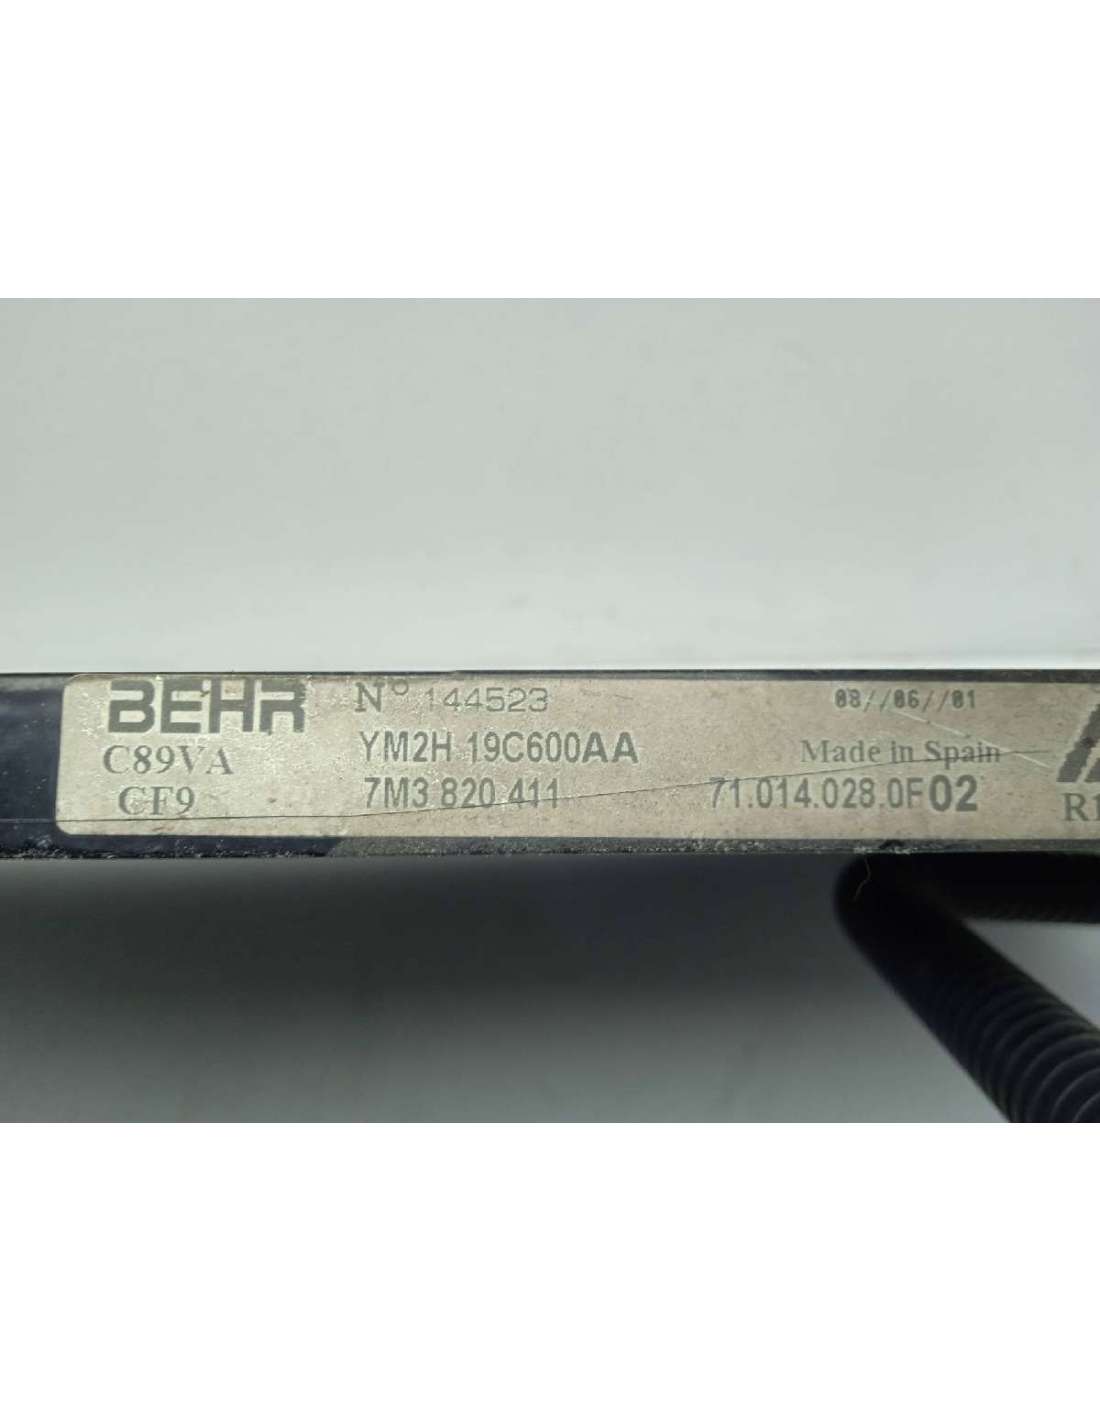 BEHR N° 144523 08//06//01
C89VA YM2H 19C600AA Made in Spain
CF9 7M3 820 411 71.014.028.0F02